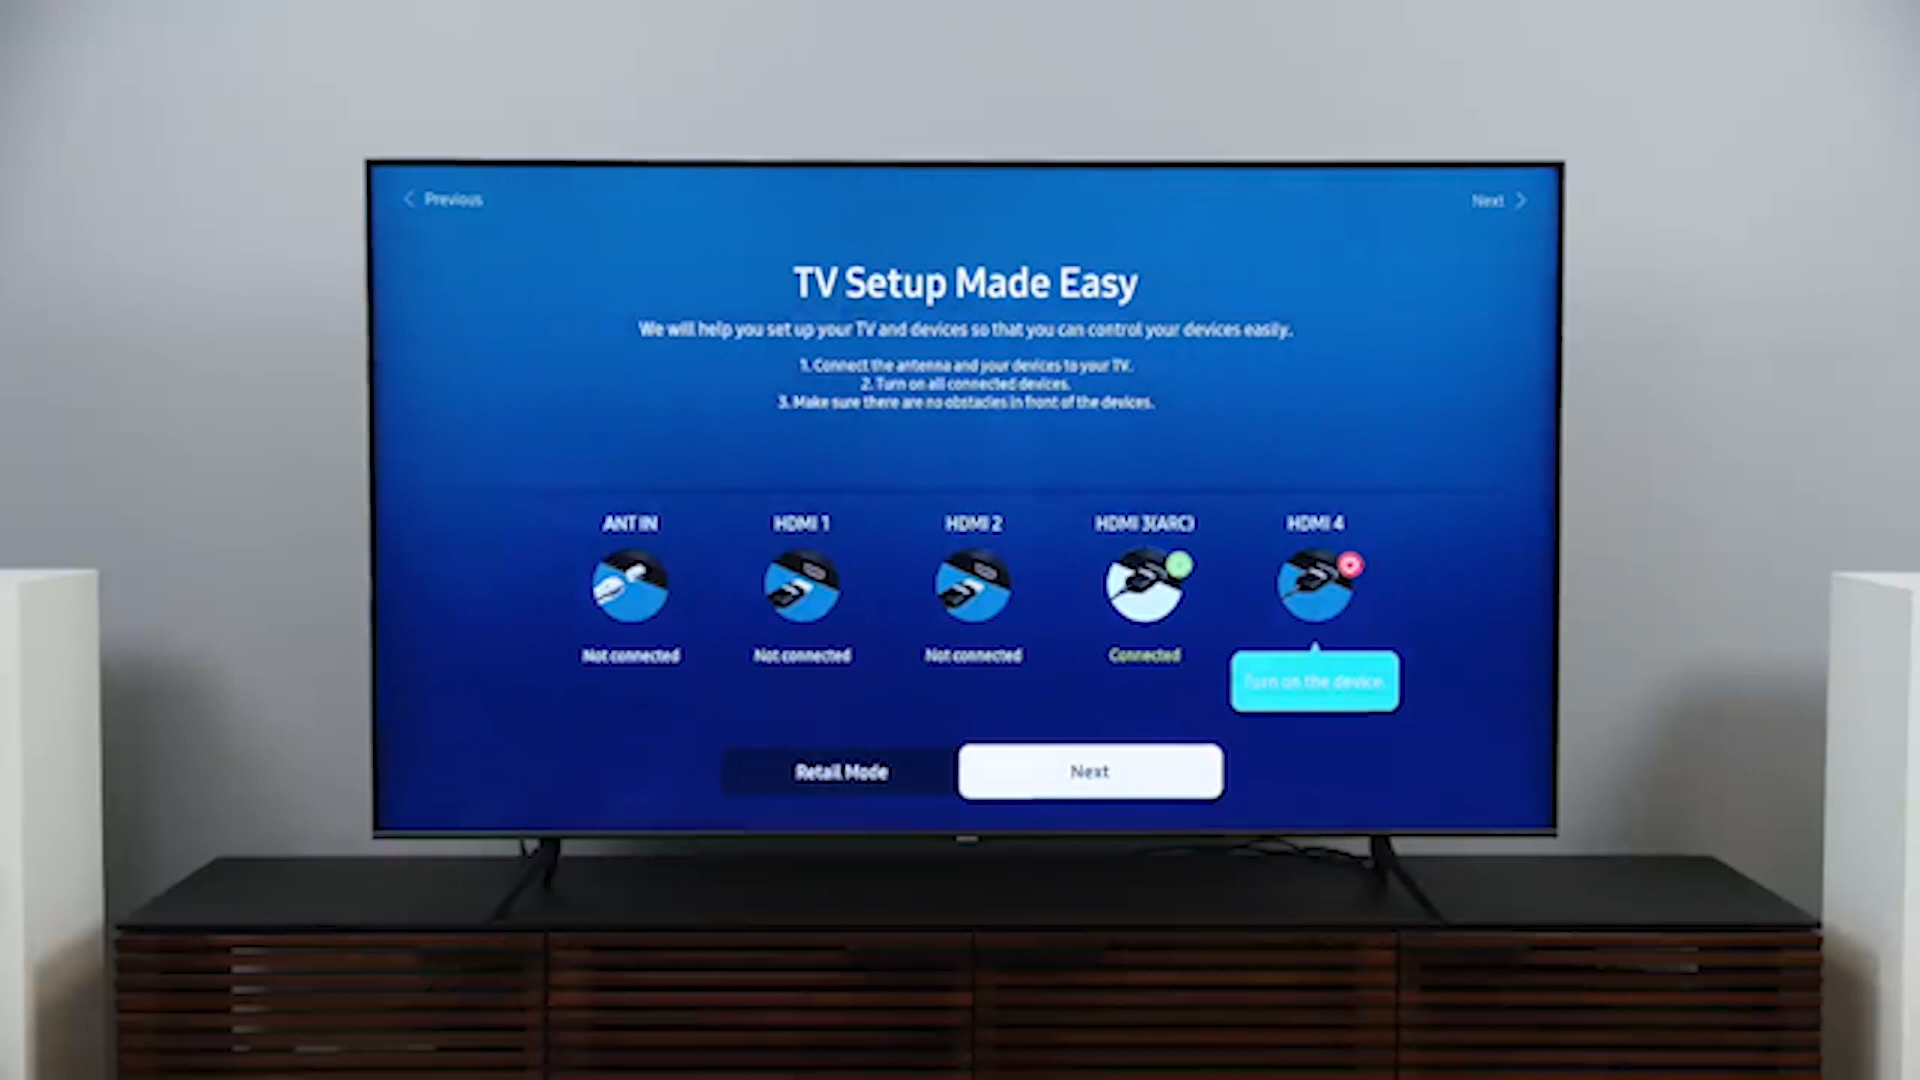 Previous
Next
TV Setup Made Easy
We will help you set up your TV and devices so that you can control your devices easily.
1. Connect the antenna and your devices to your TV.
2. Turn on all connected devices.
3. Make sure there are no obstacles in front of the devices.
ANT IN HDMI 1 HDMI 2 HDMI 3(ARC) HDMI 4
Not connected Not connected Not connected Connected
Turn on the device.
Retail Mode Next